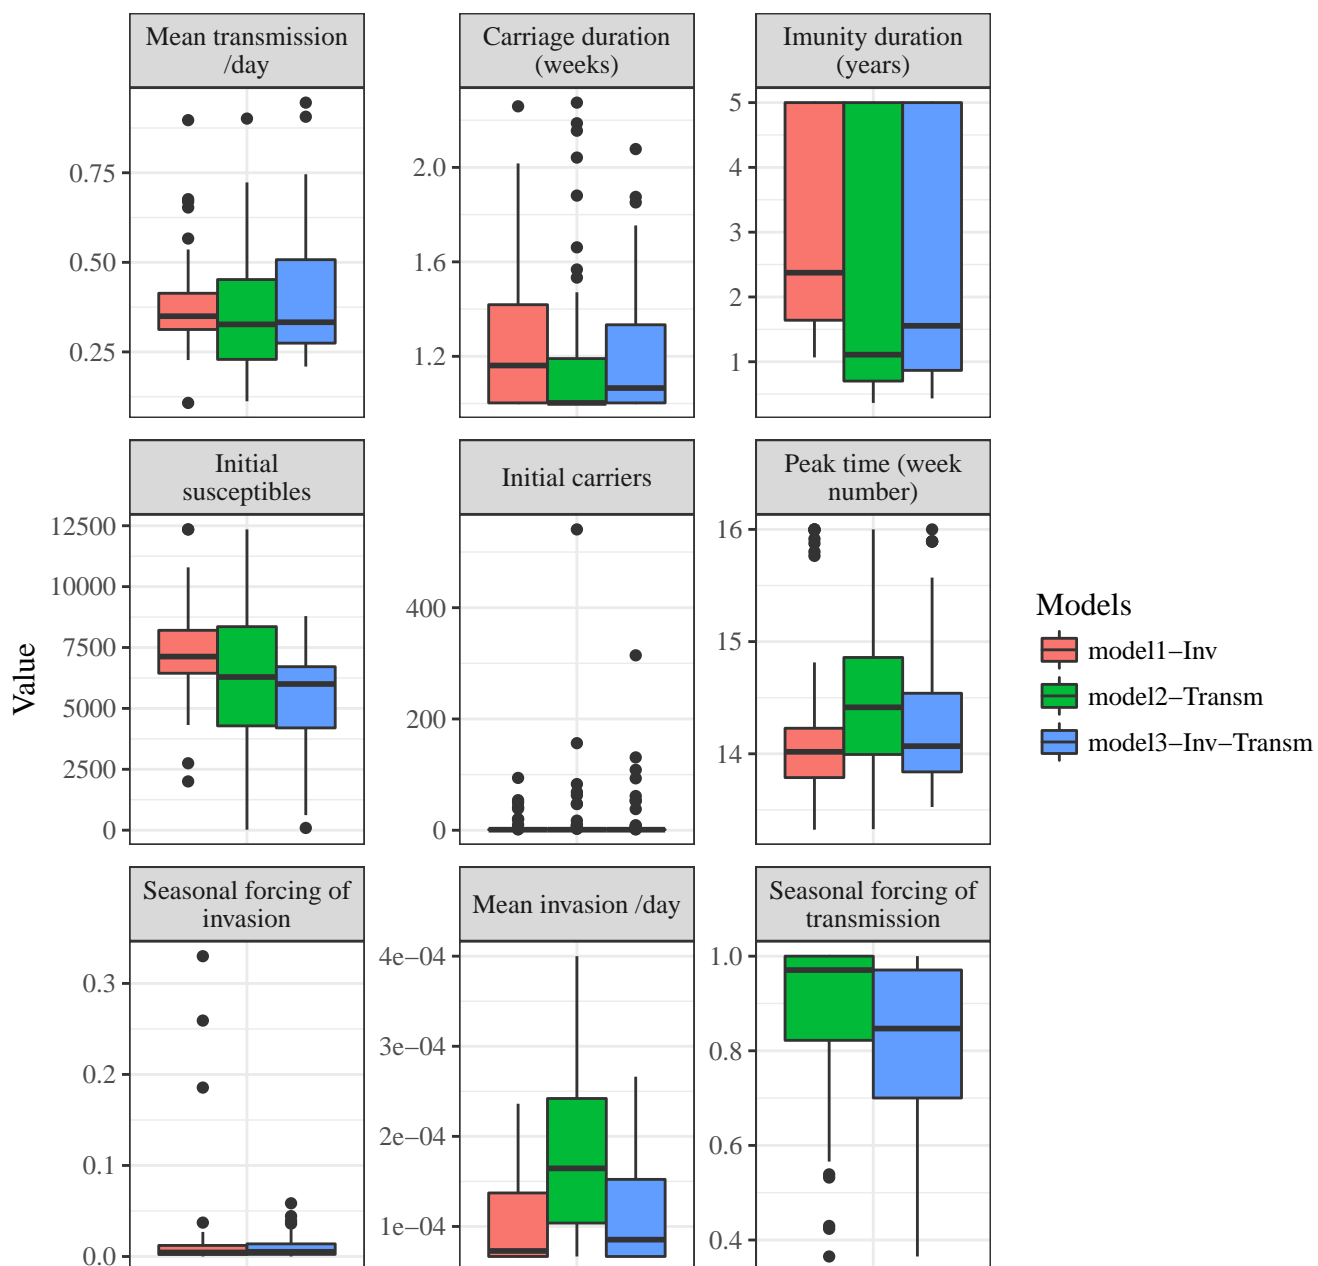 Mean transmission
/day
Carriage duration
(weeks)
Imunity duration
(years)
0.75
0.50
0.25
2.0
1.6
1.2
5
4
3
2
1
Initial
susceptibles
Initial carriers
Peak time (week
number)
12500
10000
7500
5000
2500
0
400
200
0
16
15
14
Value
Models
model1−Inv
model2−Transm
model3−Inv−Transm
Seasonal forcing of
invasion
Mean invasion /day
Seasonal forcing of
transmission
0.3
0.2
0.1
0.0
4e−04
3e−04
2e−04
1e−04
1.0
0.8
0.6
0.4